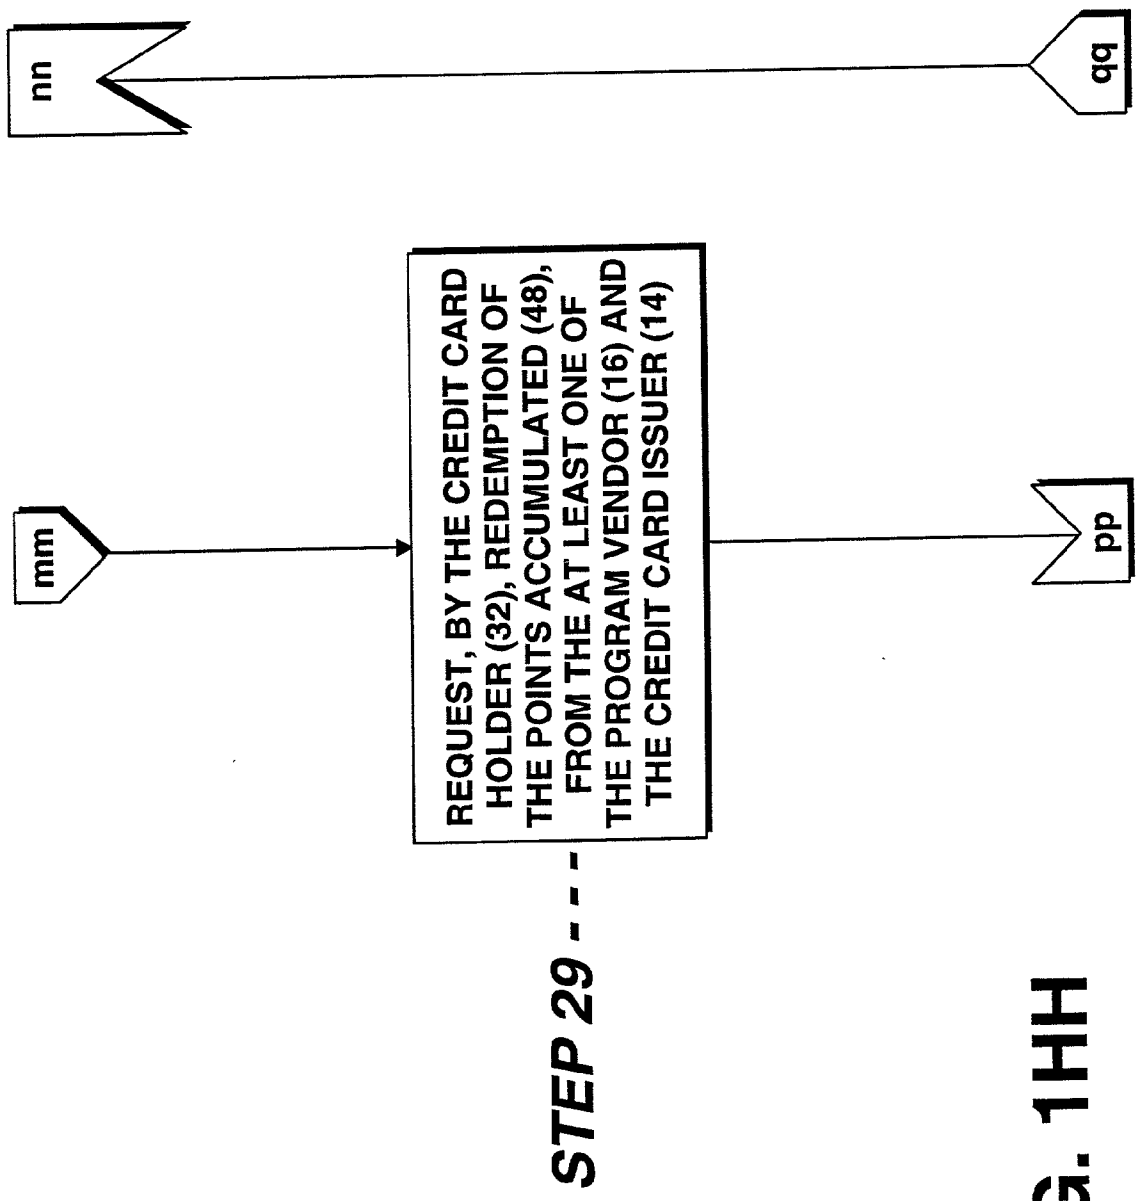 mm
nn
REQUEST, BY THE CREDIT CARD
HOLDER (32), REDEMPTION OF
THE POINTS ACCUMULATED (48),
FROM THE AT LEAST ONE OF
THE PROGRAM VENDOR (16) AND
THE CREDIT CARD ISSUER (14)
STEP 29 - - -
pp
qq
G. 1HH